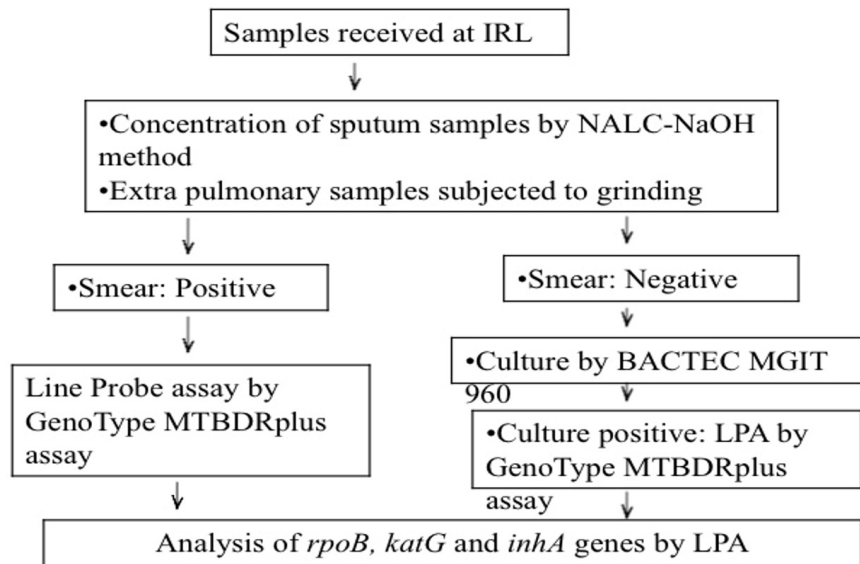 Samples received at IRL
•Concentration of sputum samples by NALC-NaOH
method
•Extra pulmonary samples subjected to grinding
•Smear: Positive
•Smear: Negative
Line Probe assay by
GenoType MTBDRplus
assay
•Culture by BACTEC MGIT
960
•Culture positive: LPA by
GenoType MTBDRplus
assay
Analysis of rpoB, katG and inhA genes by LPA